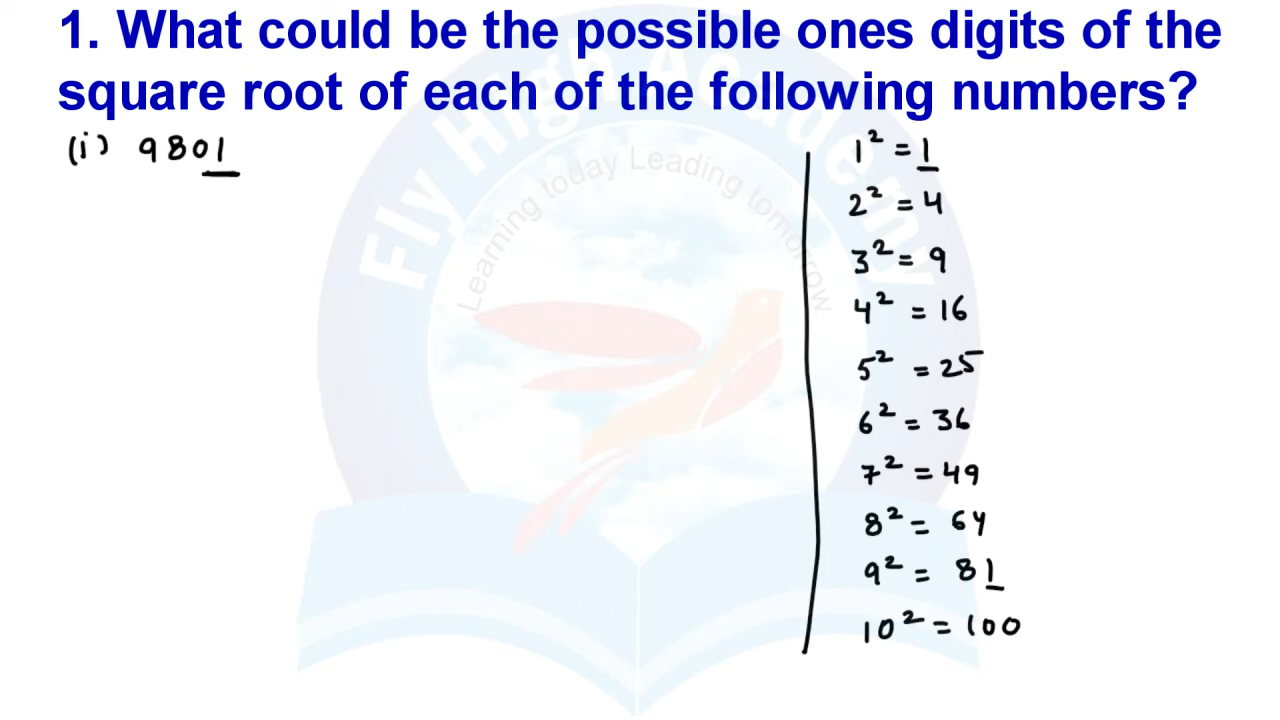 1. What could be the possible ones digits of the
square root of each of the following numbers?
(i) 9801
1² = 1
2² = 4
3² = 9
4² = 16
5² = 25
6² = 36
7² = 49
8² = 64
9² = 81
10² = 100
Fly High Academy
Learning today Leading tomorrow